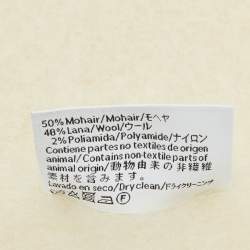 50% Mohair/Mohair/モヘヤ
48% Lana/Wool/ウール
2% Poliamida/Polyamide/ナイロン
Contiene partes no textiles de origen
animal/Contains non-textile parts of
animal origin/動物由来の非繊維
素材を含みます。
Lavado en seco/Dry clean/ドライクリーニング
F